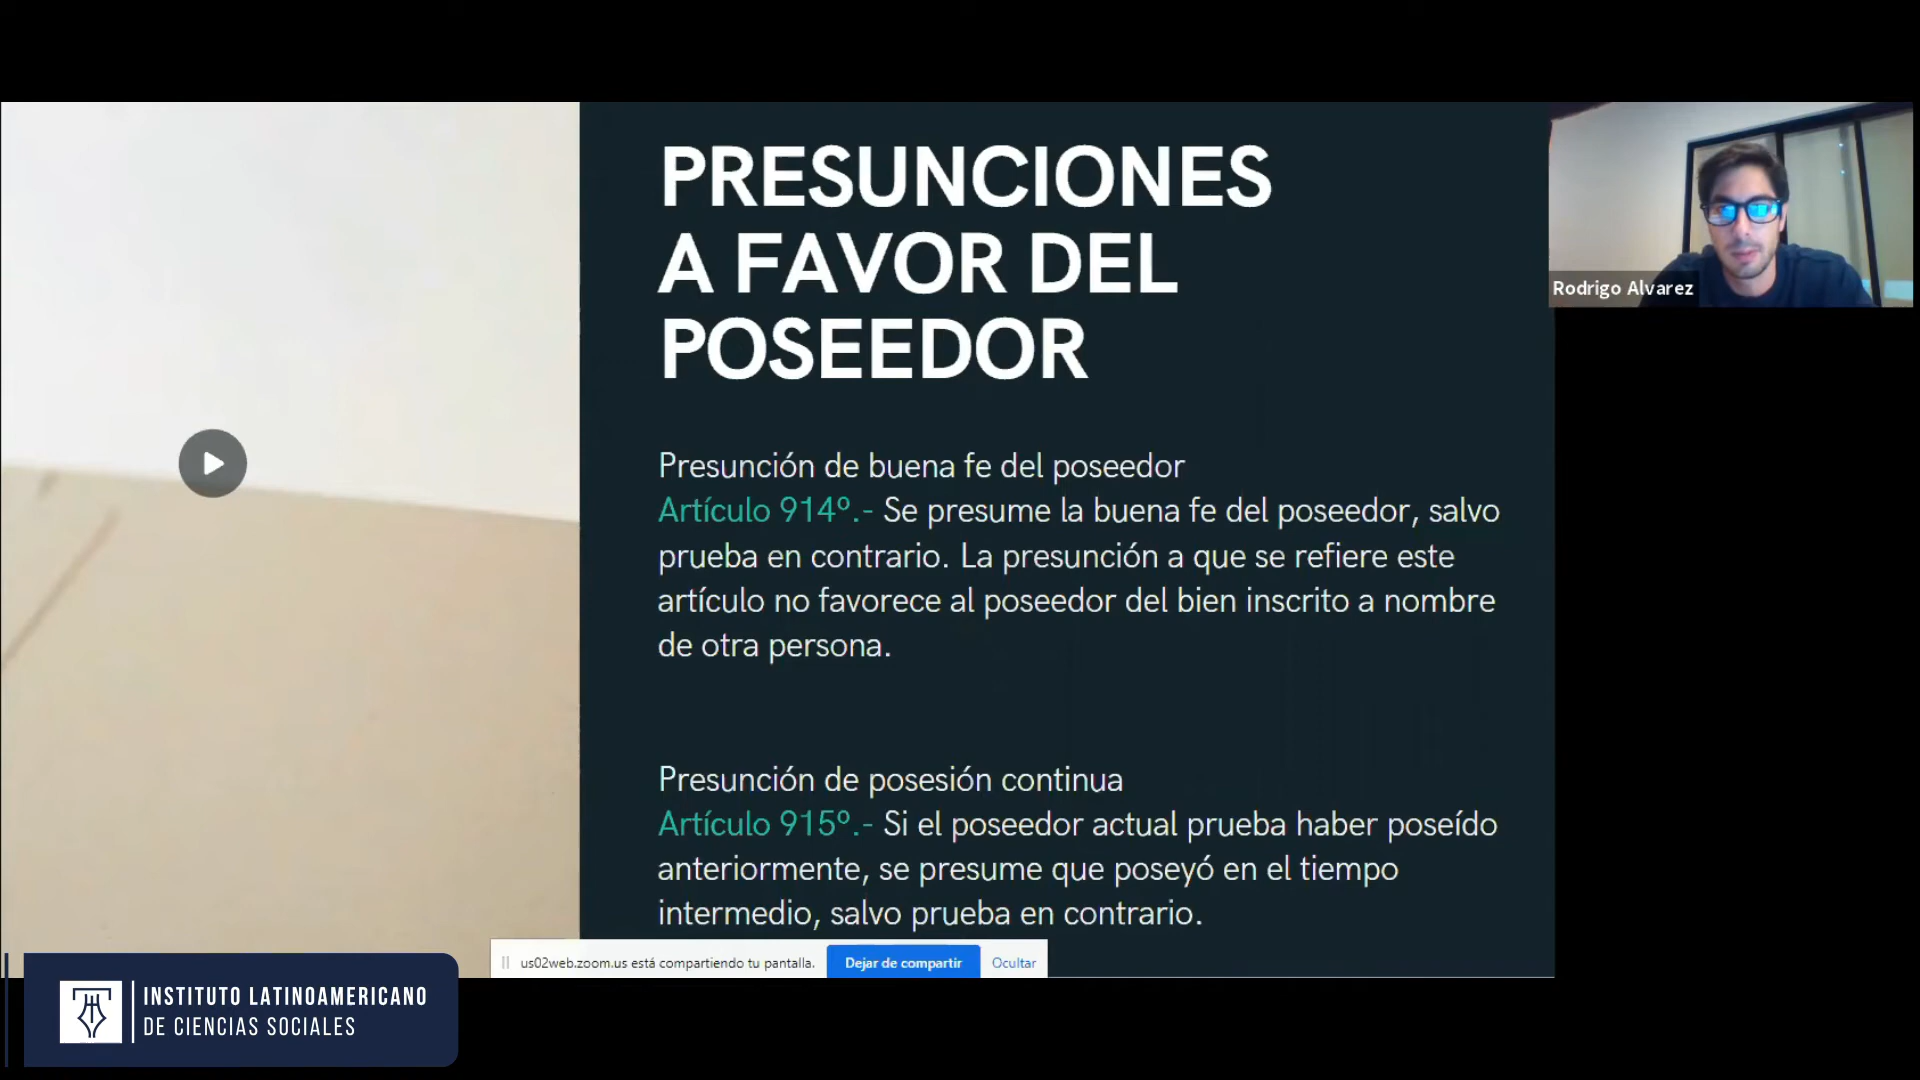 PRESUNCIONES
A FAVOR DEL
POSEEDOR
Rodrigo Alvarez
Presunción de buena fe del poseedor
Artículo 914º.- Se presume la buena fe del poseedor, salvo
prueba en contrario. La presunción a que se refiere este
artículo no favorece al poseedor del bien inscrito a nombre
de otra persona.
Presunción de posesión continua
Artículo 915º.- Si el poseedor actual prueba haber poseído
anteriormente, se presume que poseyó en el tiempo
intermedio, salvo prueba en contrario.
us02web.zoom.us está compartiendo tu pantalla. Dejar de compartir Ocultar
INSTITUTO LATINOAMERICANO
DE CIENCIAS SOCIALES